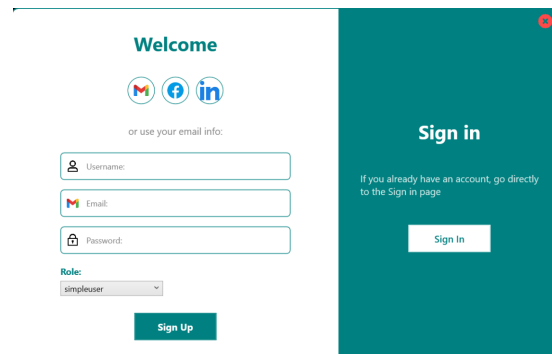 Welcome
in
or use your email info:
Username:
Email:
Password:
Role:
simpleuser
Sign Up
Sign in
If you already have an account, go directly
to the Sign in page
Sign In